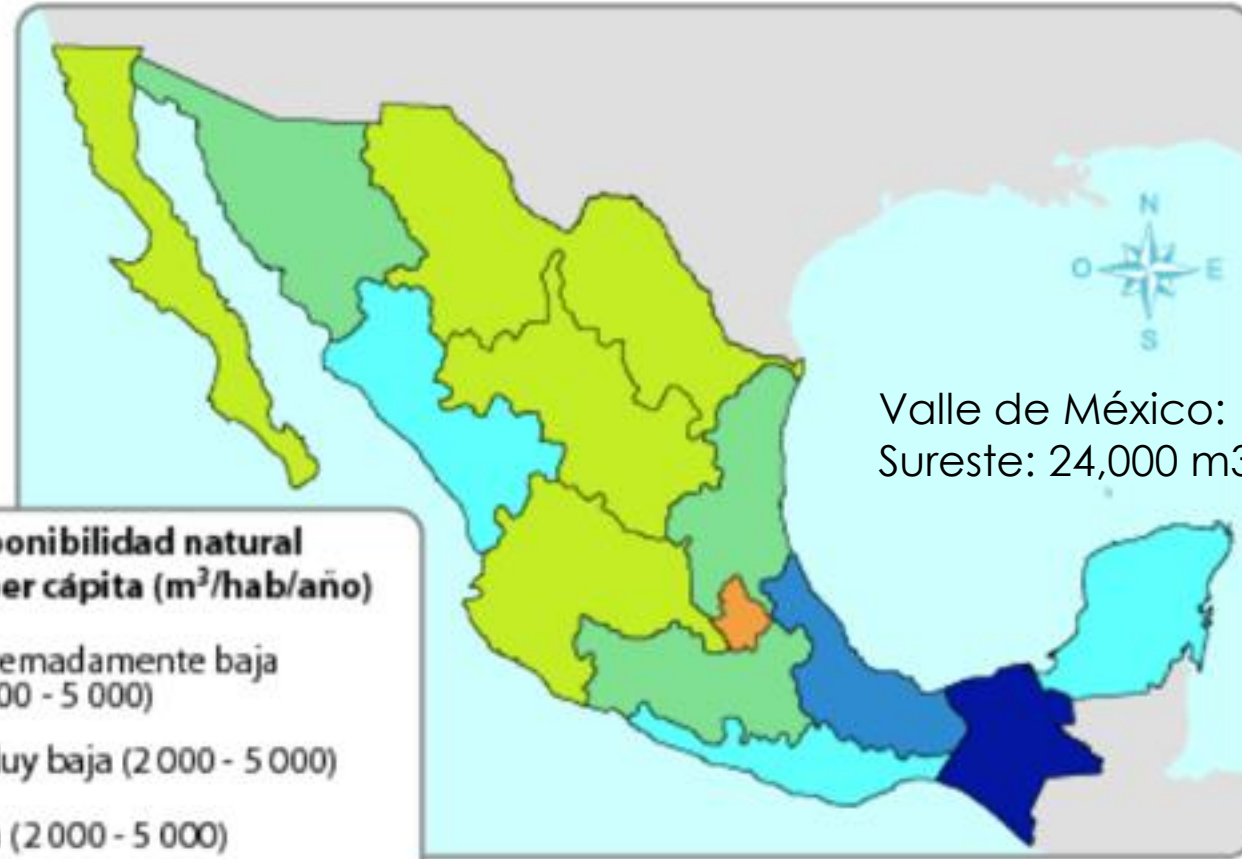 N
O E
S
Valle de México:
Sureste: 24,000 m3
ponibilidad natural
er cápita (m³/hab/año)
emadamente baja
00 - 5 000)
uy baja (2 000 - 5 000)
(2 000 - 5 000)